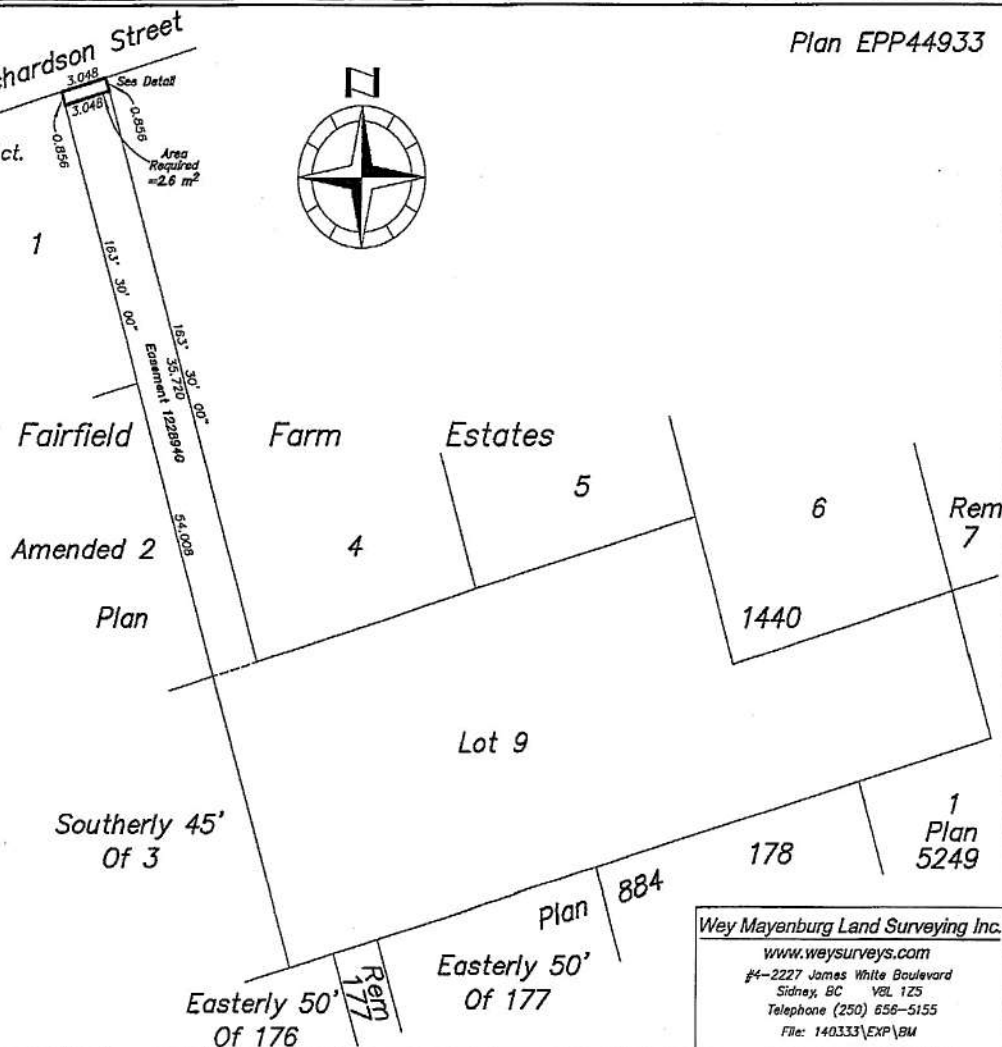 Plan EPP44933
chardson Street
3.048
See Detail
3.048
0.856
0.856
Area
Required
=2.6 m²
ct.
N
1
163° 30' 00"
163° 30' 00"
35.720
Easement 1228940
54.008
Fairfield Farm Estates
5
6
Rem
7
Amended 2
4
Plan
1440
Lot 9
Southerly 45'
Of 3
1
Plan
5249
178
Plan 884
Rem
177
Easterly 50'
Of 177
Easterly 50'
Of 176
Wey Mayenburg Land Surveying Inc.
www.weysurveys.com
#4-2227 James White Boulevard
Sidney, BC V8L 1Z5
Telephone (250) 656-5155
File: 140333\EXP\BM